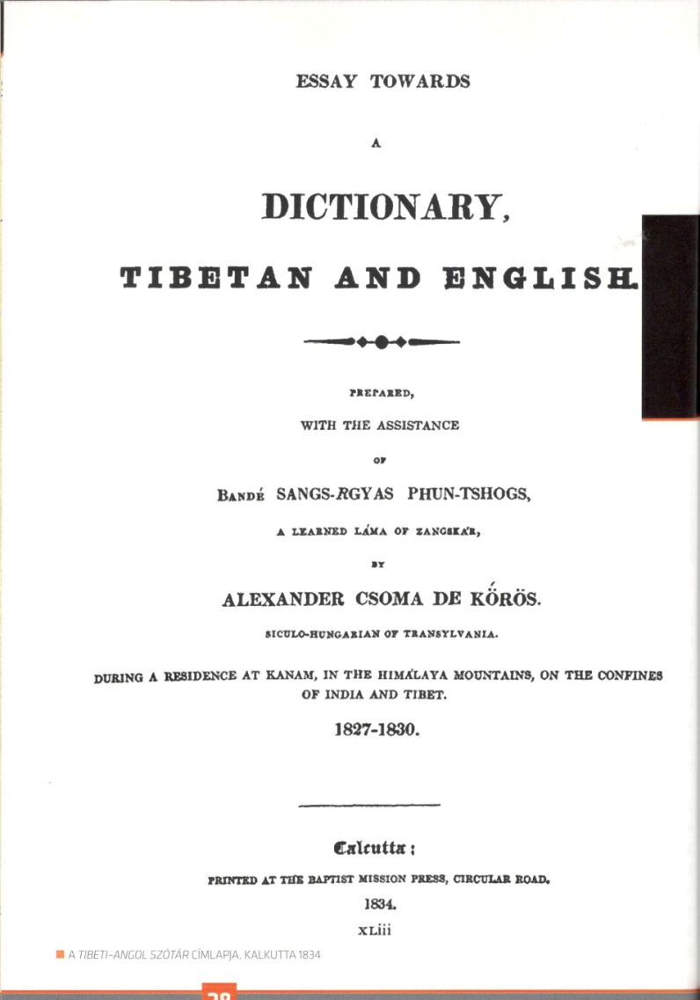 ESSAY TOWARDS
A
DICTIONARY,
TIBETAN AND ENGLISH.
PREPARED,
WITH THE ASSISTANCE
OF
BANDÉ SANGS-RGYAS PHUN-TSHOGS,
A LEARNED LÁMA OF ZANGSKÁR,
BY
ALEXANDER CSOMA DE KŐRÖS.
SICULO-HUNGARIAN OF TRANSYLVANIA.
DURING A RESIDENCE AT KANAM, IN THE HIMÁLAYA MOUNTAINS, ON THE CONFINES
OF INDIA AND TIBET.
1827-1830.
Calcutta:
PRINTED AT THE BAPTIST MISSION PRESS, CIRCULAR ROAD.
1834.
XLiii
A TIBETI-ANGOL SZÓTÁR CÍMLAPJA, KALKUTTA 1834